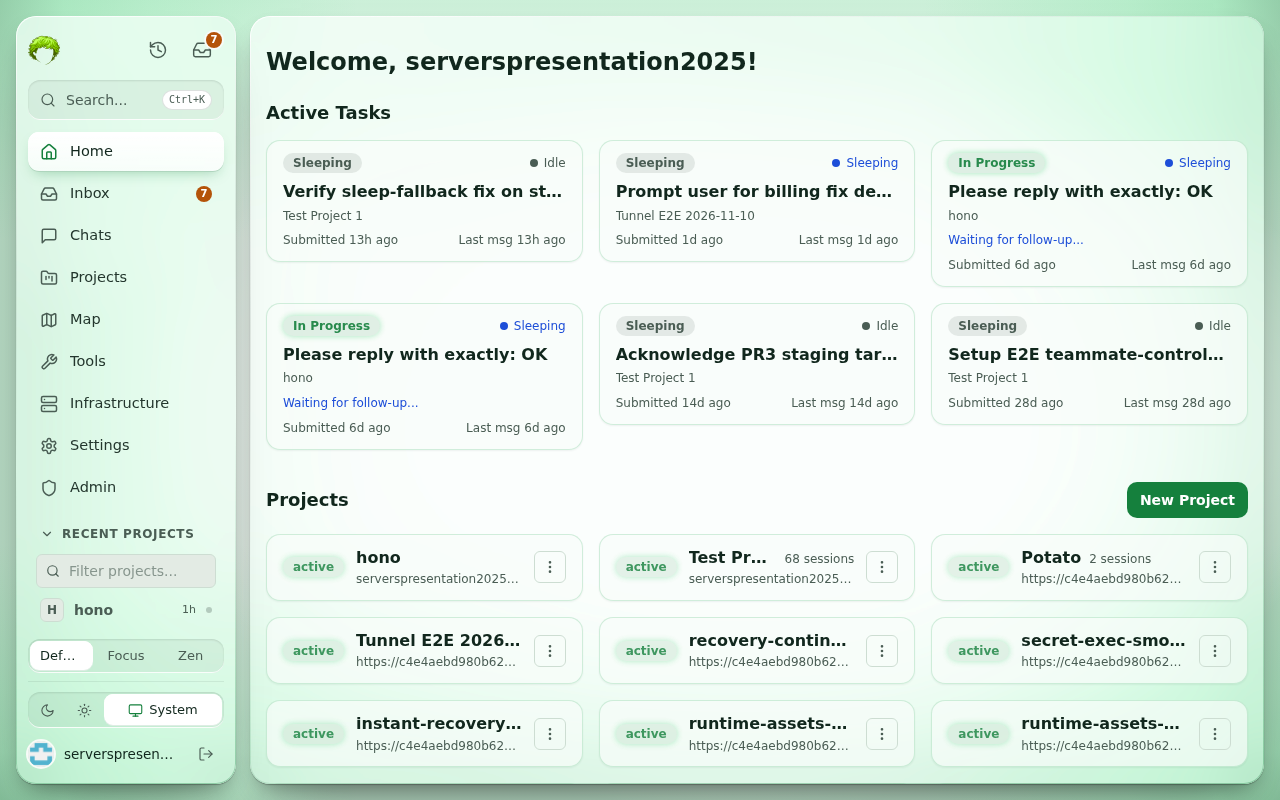 7
Search...
Ctrl+K
Home
Inbox
7
Chats
Projects
Map
Tools
Infrastructure
Settings
Admin
RECENT PROJECTS
Filter projects...
H
hono
1h
Def...
Focus
Zen
System
serverspresen...
Welcome, serverspresentation2025!
Active Tasks
Sleeping
Idle
Verify sleep-fallback fix on st...
Test Project 1
Submitted 13h ago
Last msg 13h ago
Sleeping
Sleeping
Prompt user for billing fix de...
Tunnel E2E 2026-11-10
Submitted 1d ago
Last msg 1d ago
In Progress
Sleeping
Please reply with exactly: OK
hono
Waiting for follow-up...
Submitted 6d ago
Last msg 6d ago
In Progress
Sleeping
Please reply with exactly: OK
hono
Waiting for follow-up...
Submitted 6d ago
Last msg 6d ago
Sleeping
Idle
Acknowledge PR3 staging tar...
Test Project 1
Submitted 14d ago
Last msg 14d ago
Sleeping
Idle
Setup E2E teammate-control...
Test Project 1
Submitted 28d ago
Last msg 28d ago
Projects
New Project
active
hono
serverspresentation2025...
active
Test Pr...
68 sessions
serverspresentation2025...
active
Potato
2 sessions
https://c4e4aebd980b62...
active
Tunnel E2E 2026...
https://c4e4aebd980b62...
active
recovery-contin...
https://c4e4aebd980b62...
active
secret-exec-smo...
https://c4e4aebd980b62...
active
instant-recovery...
https://c4e4aebd980b62...
active
runtime-assets-...
https://c4e4aebd980b62...
active
runtime-assets-...
https://c4e4aebd980b62...